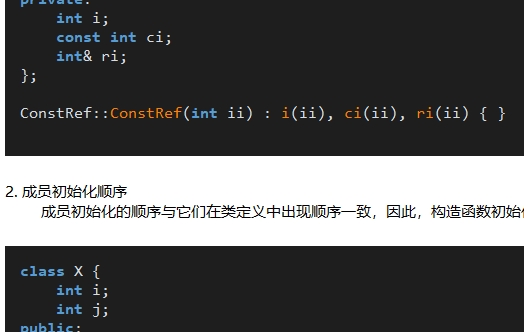 private:
int i;
const int ci;
int& ri;
};
ConstRef::ConstRef(int ii) : i(ii), ci(ii), ri(ii) { }
2. 成员初始化顺序
成员初始化的顺序与它们在类定义中出现顺序一致，因此，构造函数初始
class X {
int i;
int j;
public: